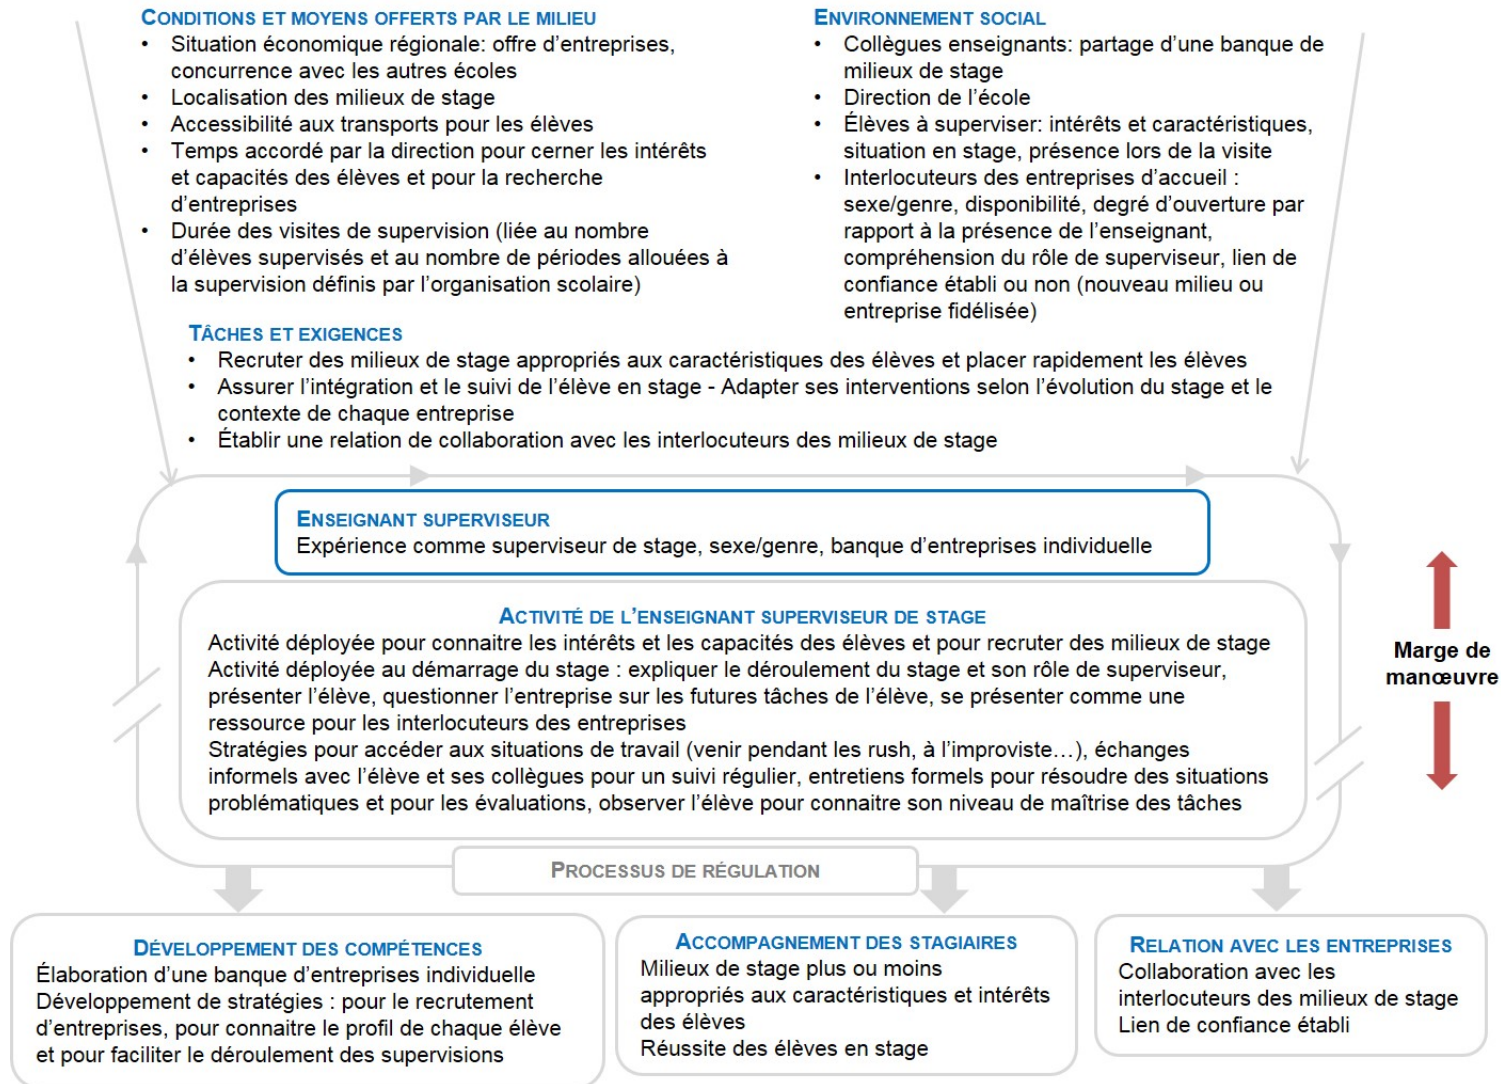 CONDITIONS ET MOYENS OFFERTS PAR LE MILIEU
• Situation économique régionale: offre d'entreprises,
concurrence avec les autres écoles
• Localisation des milieux de stage
• Accessibilité aux transports pour les élèves
• Temps accordé par la direction pour cerner les intérêts
et capacités des élèves et pour la recherche
d'entreprises
• Durée des visites de supervision (liée au nombre
d'élèves supervisés et au nombre de périodes allouées à
la supervision définis par l'organisation scolaire)
ENVIRONNEMENT SOCIAL
• Collègues enseignants: partage d'une banque de
milieux de stage
• Direction de l'école
• Élèves à superviser: intérêts et caractéristiques,
situation en stage, présence lors de la visite
• Interlocuteurs des entreprises d'accueil :
sexe/genre, disponibilité, degré d'ouverture par
rapport à la présence de l'enseignant,
compréhension du rôle de superviseur, lien de
confiance établi ou non (nouveau milieu ou
entreprise fidélisée)
TÂCHES ET EXIGENCES
• Recruter des milieux de stage appropriés aux caractéristiques des élèves et placer rapidement les élèves
• Assurer l'intégration et le suivi de l'élève en stage - Adapter ses interventions selon l'évolution du stage et le
contexte de chaque entreprise
• Établir une relation de collaboration avec les interlocuteurs des milieux de stage
ENSEIGNANT SUPERVISEUR
Expérience comme superviseur de stage, sexe/genre, banque d'entreprises individuelle
ACTIVITÉ DE L'ENSEIGNANT SUPERVISEUR DE STAGE
Activité déployée pour connaitre les intérêts et les capacités des élèves et pour recruter des milieux de stage
Activité déployée au démarrage du stage : expliquer le déroulement du stage et son rôle de superviseur,
présenter l'élève, questionner l'entreprise sur les futures tâches de l'élève, se présenter comme une
ressource pour les interlocuteurs des entreprises
Stratégies pour accéder aux situations de travail (venir pendant les rush, à l'improviste…), échanges
informels avec l'élève et ses collègues pour un suivi régulier, entretiens formels pour résoudre des situations
problématiques et pour les évaluations, observer l'élève pour connaitre son niveau de maîtrise des tâches
Marge de
manœuvre
PROCESSUS DE RÉGULATION
DÉVELOPPEMENT DES COMPÉTENCES
Élaboration d'une banque d'entreprises individuelle
Développement de stratégies : pour le recrutement
d'entreprises, pour connaitre le profil de chaque élève
et pour faciliter le déroulement des supervisions
ACCOMPAGNEMENT DES STAGIAIRES
Milieux de stage plus ou moins
appropriés aux caractéristiques et intérêts
des élèves
Réussite des élèves en stage
RELATION AVEC LES ENTREPRISES
Collaboration avec les
interlocuteurs des milieux de stage
Lien de confiance établi